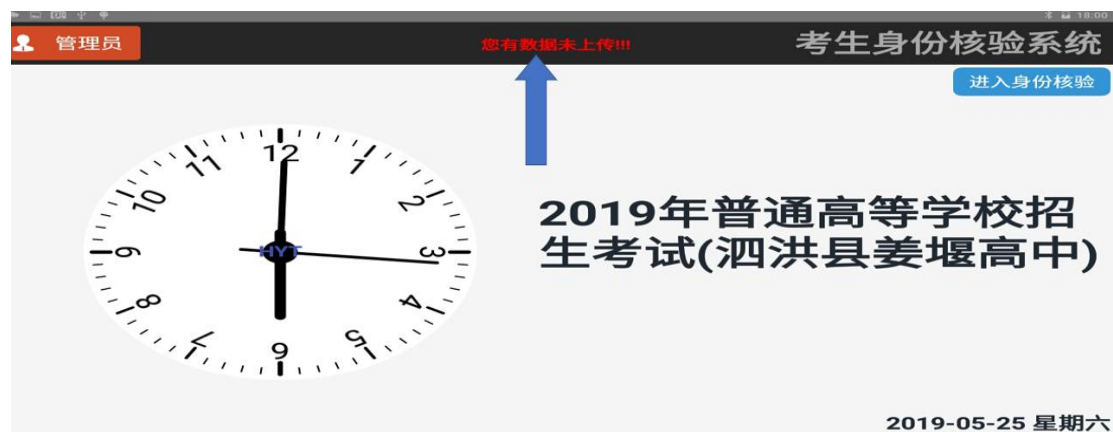 18:00
管理员
您有数据未上传!!!
考生身份核验系统
进入身份核验
12
1
2
3
4
5
6
7
8
9
10
11
HYT
2019年普通高等学校招
生考试(泗洪县姜堰高中)
2019-05-25 星期六